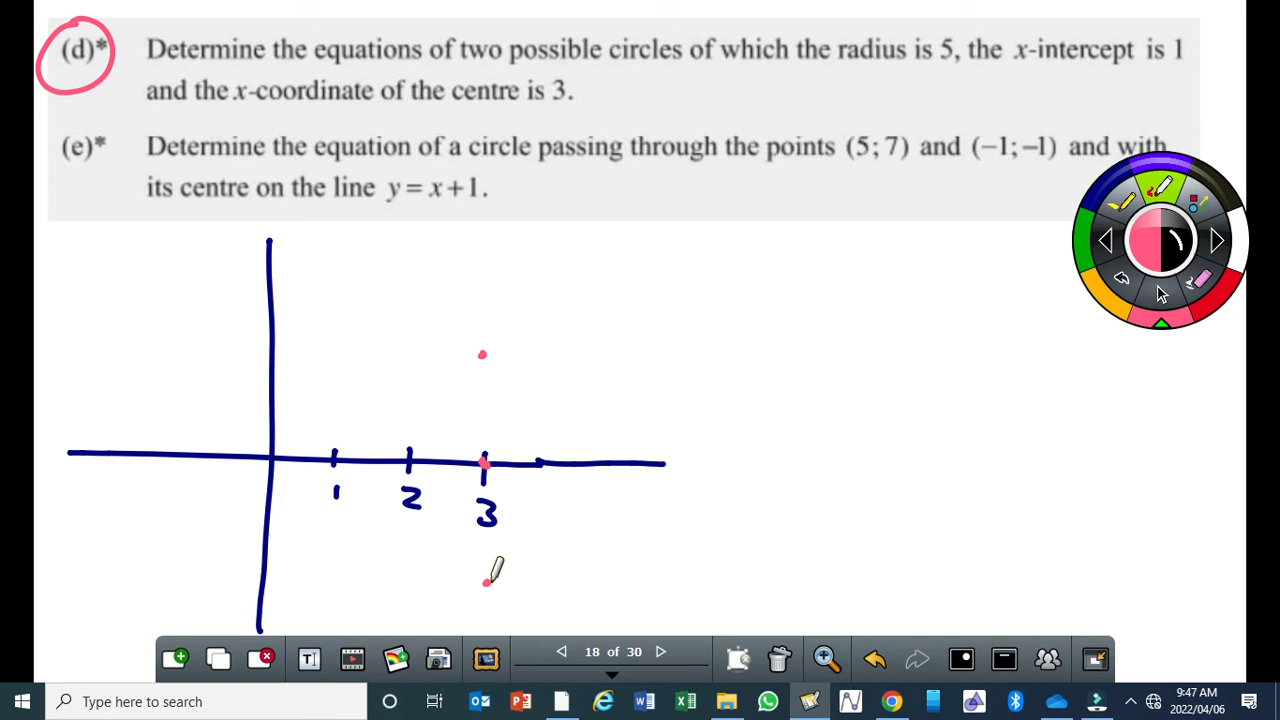 (d)* Determine the equations of two possible circles of which the radius is 5, the x-intercept is 1
and the x-coordinate of the centre is 3.
(e)* Determine the equation of a circle passing through the points (5; 7) and (−1; −1) and with
its centre on the line y = x + 1.
1 2 3
18 of 30
Type here to search
9:47 AM
2022/04/06